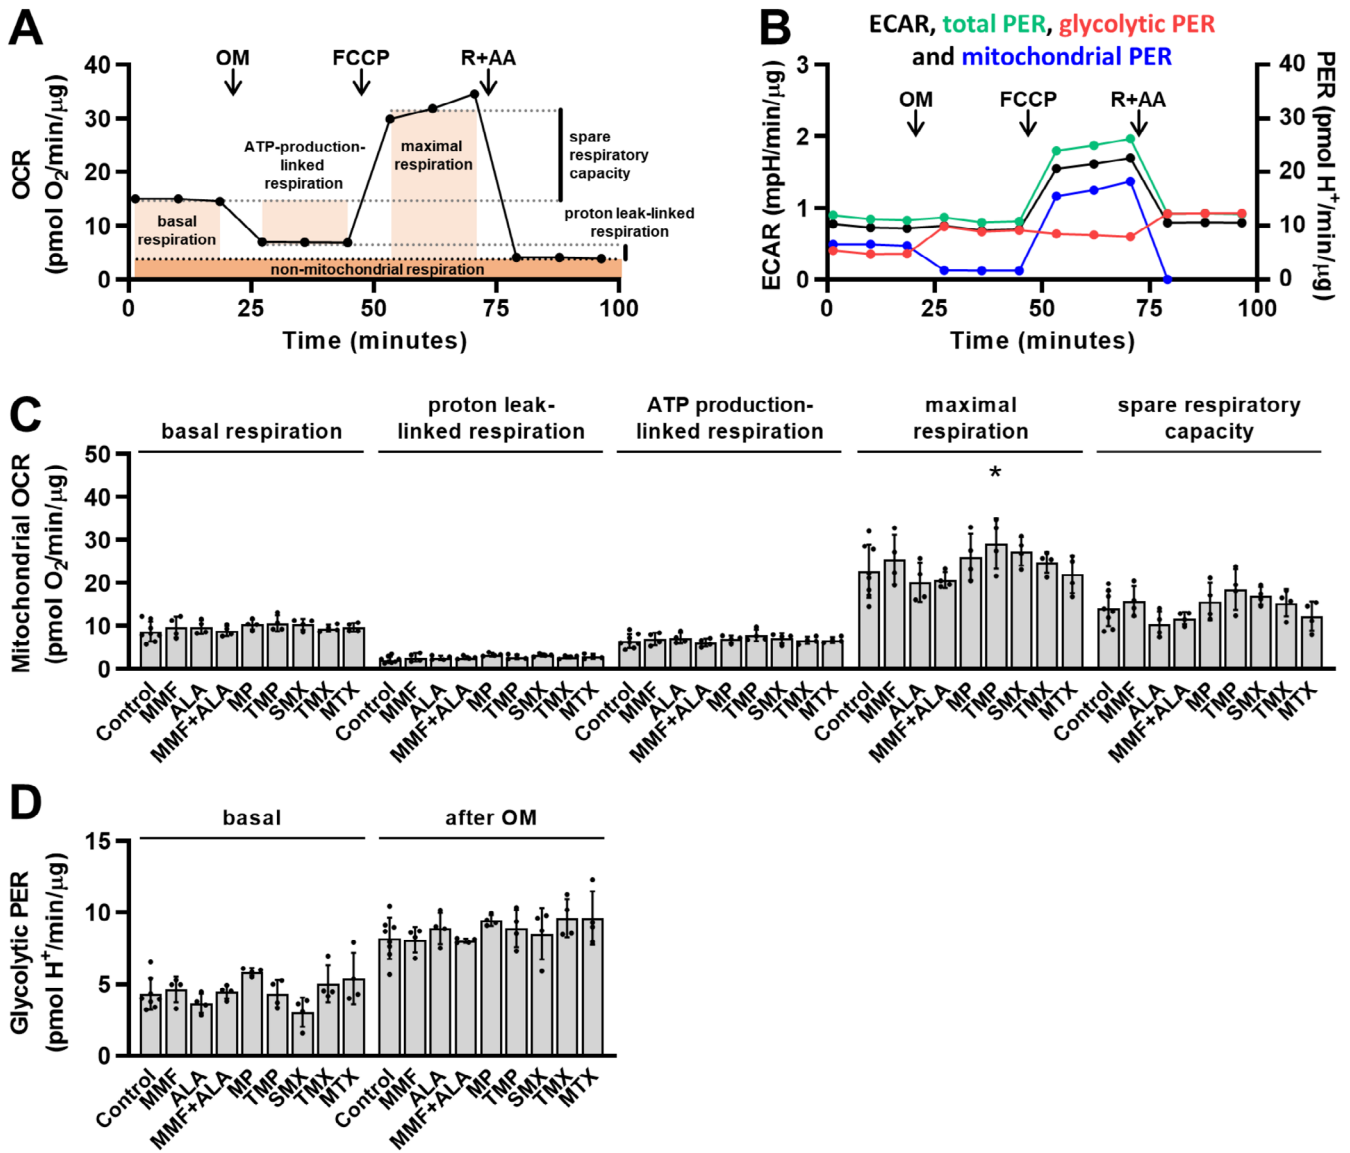 A
OM
FCCP
R+AA
40
30
20
10
0
OCR
(pmol O2/min/µg)
ATP-production-
linked
respiration
maximal
respiration
spare
respiratory
capacity
basal
respiration
proton leak-linked
respiration
non-mitochondrial respiration
0
25
50
75
100
Time (minutes)
B
ECAR, total PER, glycolytic PER
and mitochondrial PER
OM
FCCP
R+AA
3
2
1
0
ECAR (mpH/min/µg)
40
30
20
10
0
PER (pmol H+/min/µg)
0
25
50
75
100
Time (minutes)
C
basal respiration
proton leak-
linked respiration
ATP production-
linked respiration
maximal
respiration
spare respiratory
capacity
50
40
30
20
10
0
Mitochondrial OCR
(pmol O2/min/µg)
*
Control
MMF
ALA
MMF+ALA
MP
TMP
SMX
TMX
MTX
Control
MMF
ALA
MMF+ALA
MP
TMP
SMX
TMX
MTX
Control
MMF
ALA
MMF+ALA
MP
TMP
SMX
TMX
MTX
Control
MMF
ALA
MMF+ALA
MP
TMP
SMX
TMX
MTX
Control
MMF
ALA
MMF+ALA
MP
TMP
SMX
TMX
MTX
D
basal
after OM
15
10
5
0
Glycolytic PER
(pmol H+/min/µg)
Control
MMF
ALA
MMF+ALA
MP
TMP
SMX
TMX
MTX
Control
MMF
ALA
MMF+ALA
MP
TMP
SMX
TMX
MTX